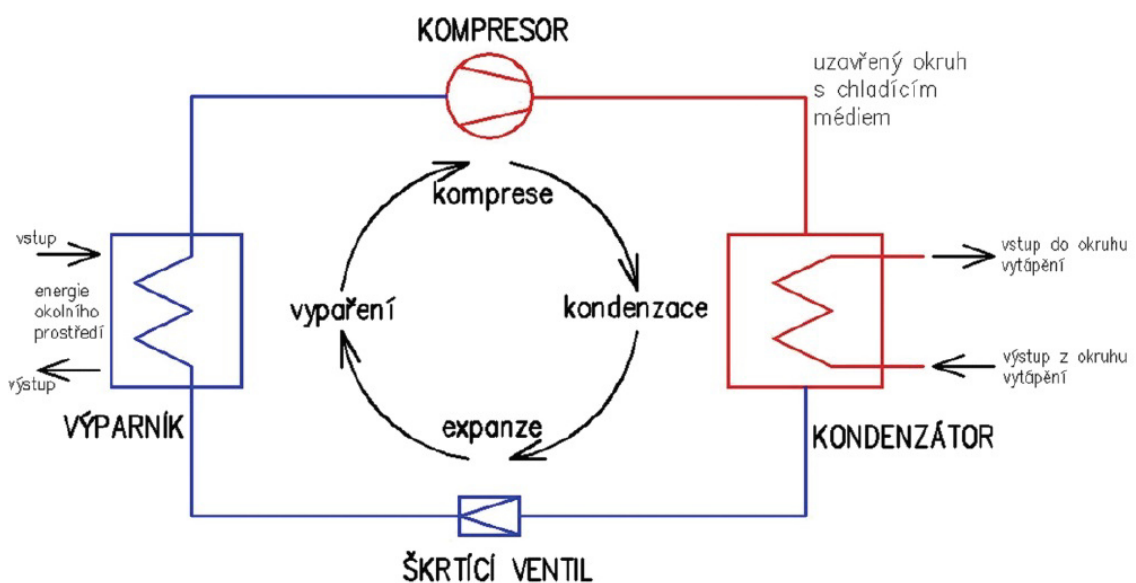 KOMPRESOR
uzavřený okruh
s chladícím
médiem
komprese
vstup
energie
okolního
prostředí
výstup
vypaření
kondenzace
vstup do okruhu
vytápění
výstup z okruhu
vytápění
VÝPARNÍK
expanze
KONDENZÁTOR
ŠKRTÍCÍ VENTIL